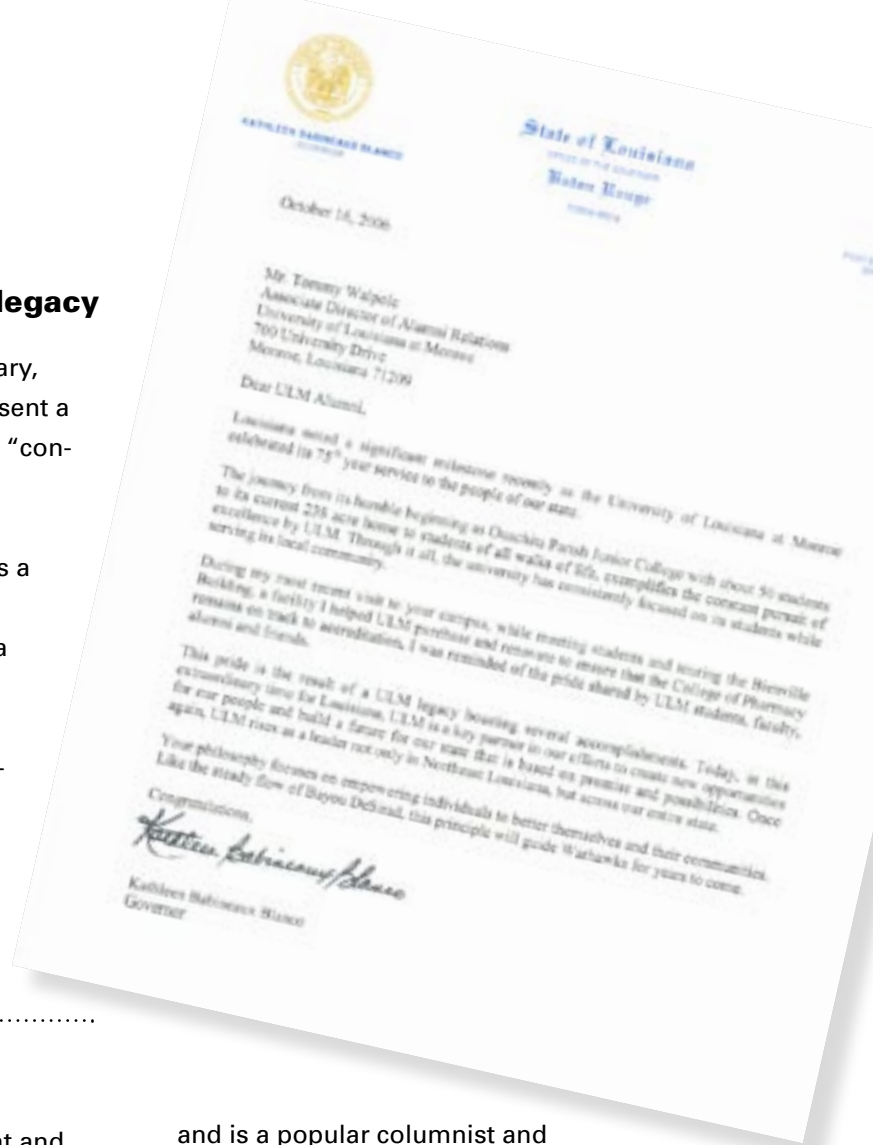 legacy
ary,
sent a
"con-
s a
a
-
KATHLEEN BABINEAUX BLANCO
GOVERNOR
State of Louisiana
OFFICE OF THE GOVERNOR
Baton Rouge
October 16, 2006
Mr. Tommy Walpole
Associate Director of Alumni Relations
University of Louisiana at Monroe
700 University Drive
Monroe, Louisiana 71209
Dear ULM Alumni,
Louisiana noted a significant milestone recently as the University of Louisiana at Monroe
celebrated its 75th year service to the people of our state.
The journey from its humble beginning as Ouachita Parish Junior College with about 50 students
to its current 238 acre home to students of all walks of life, exemplifies the constant pursuit of
excellence by ULM. Through it all, the university has consistently focused on its students while
serving its local community.
During my most recent visit to your campus, while meeting students and touring the Bienville
Building, a facility I helped ULM purchase and renovate to ensure that the College of Pharmacy
remains on track to accreditation, I was reminded of the pride shared by ULM students, faculty,
alumni and friends.
This pride is the result of a ULM legacy boasting several accomplishments. Today, in this
extraordinary time for Louisiana, ULM is a key partner in our efforts to create new opportunities
for our people and build a future for our state that is based on promise and possibilities. Once
again, ULM rises as a leader not only in Northeast Louisiana, but across our entire state.
Your philosophy focuses on empowering individuals to better themselves and their communities.
Like the steady flow of Bayou DeSiard, this principle will guide Warhawks for years to come.
Congratulations,
Kathleen Babineaux Blanco
Kathleen Babineaux Blanco
Governor
nt and
and is a popular columnist and